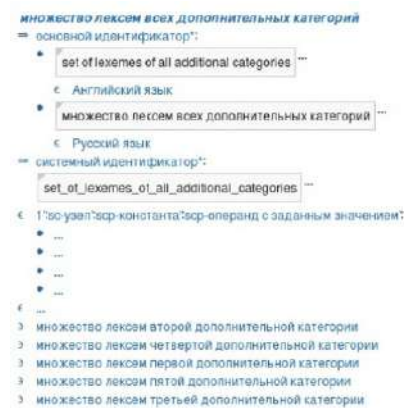 множество лексем всех дополнительных категорий
= основной идентификатор*:
• set of lexemes of all additional categories ...
є Английский язык
• множество лексем всех дополнительных категорий ...
є Русский язык
= системный идентификатор*:
set_of_lexemes_of_all_additional_categories ...
є 1'sc-узел'scp-константа'scp-операнд с заданным значением':
• ...
• ...
• ...
• ...
є ...
э множество лексем второй дополнительной категории
э множество лексем четвертой дополнительной категории
э множество лексем первой дополнительной категории
э множество лексем пятой дополнительной категории
э множество лексем третьей дополнительной категории